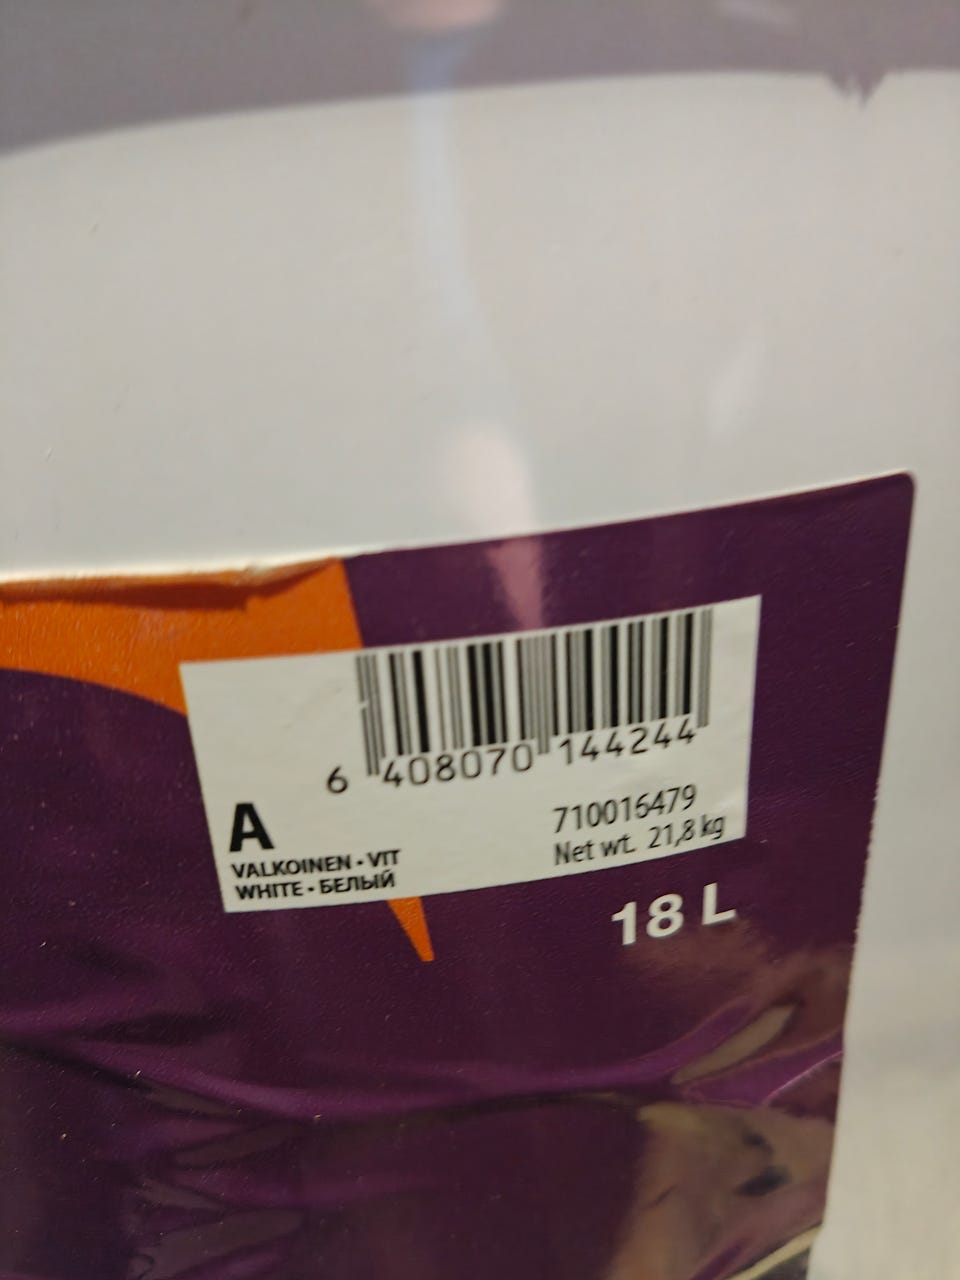 6 408070 144244
A
710016479
VALKOINEN • VIT
Net wt. 21,8 kg
WHITE • БЕЛЫЙ
18 L